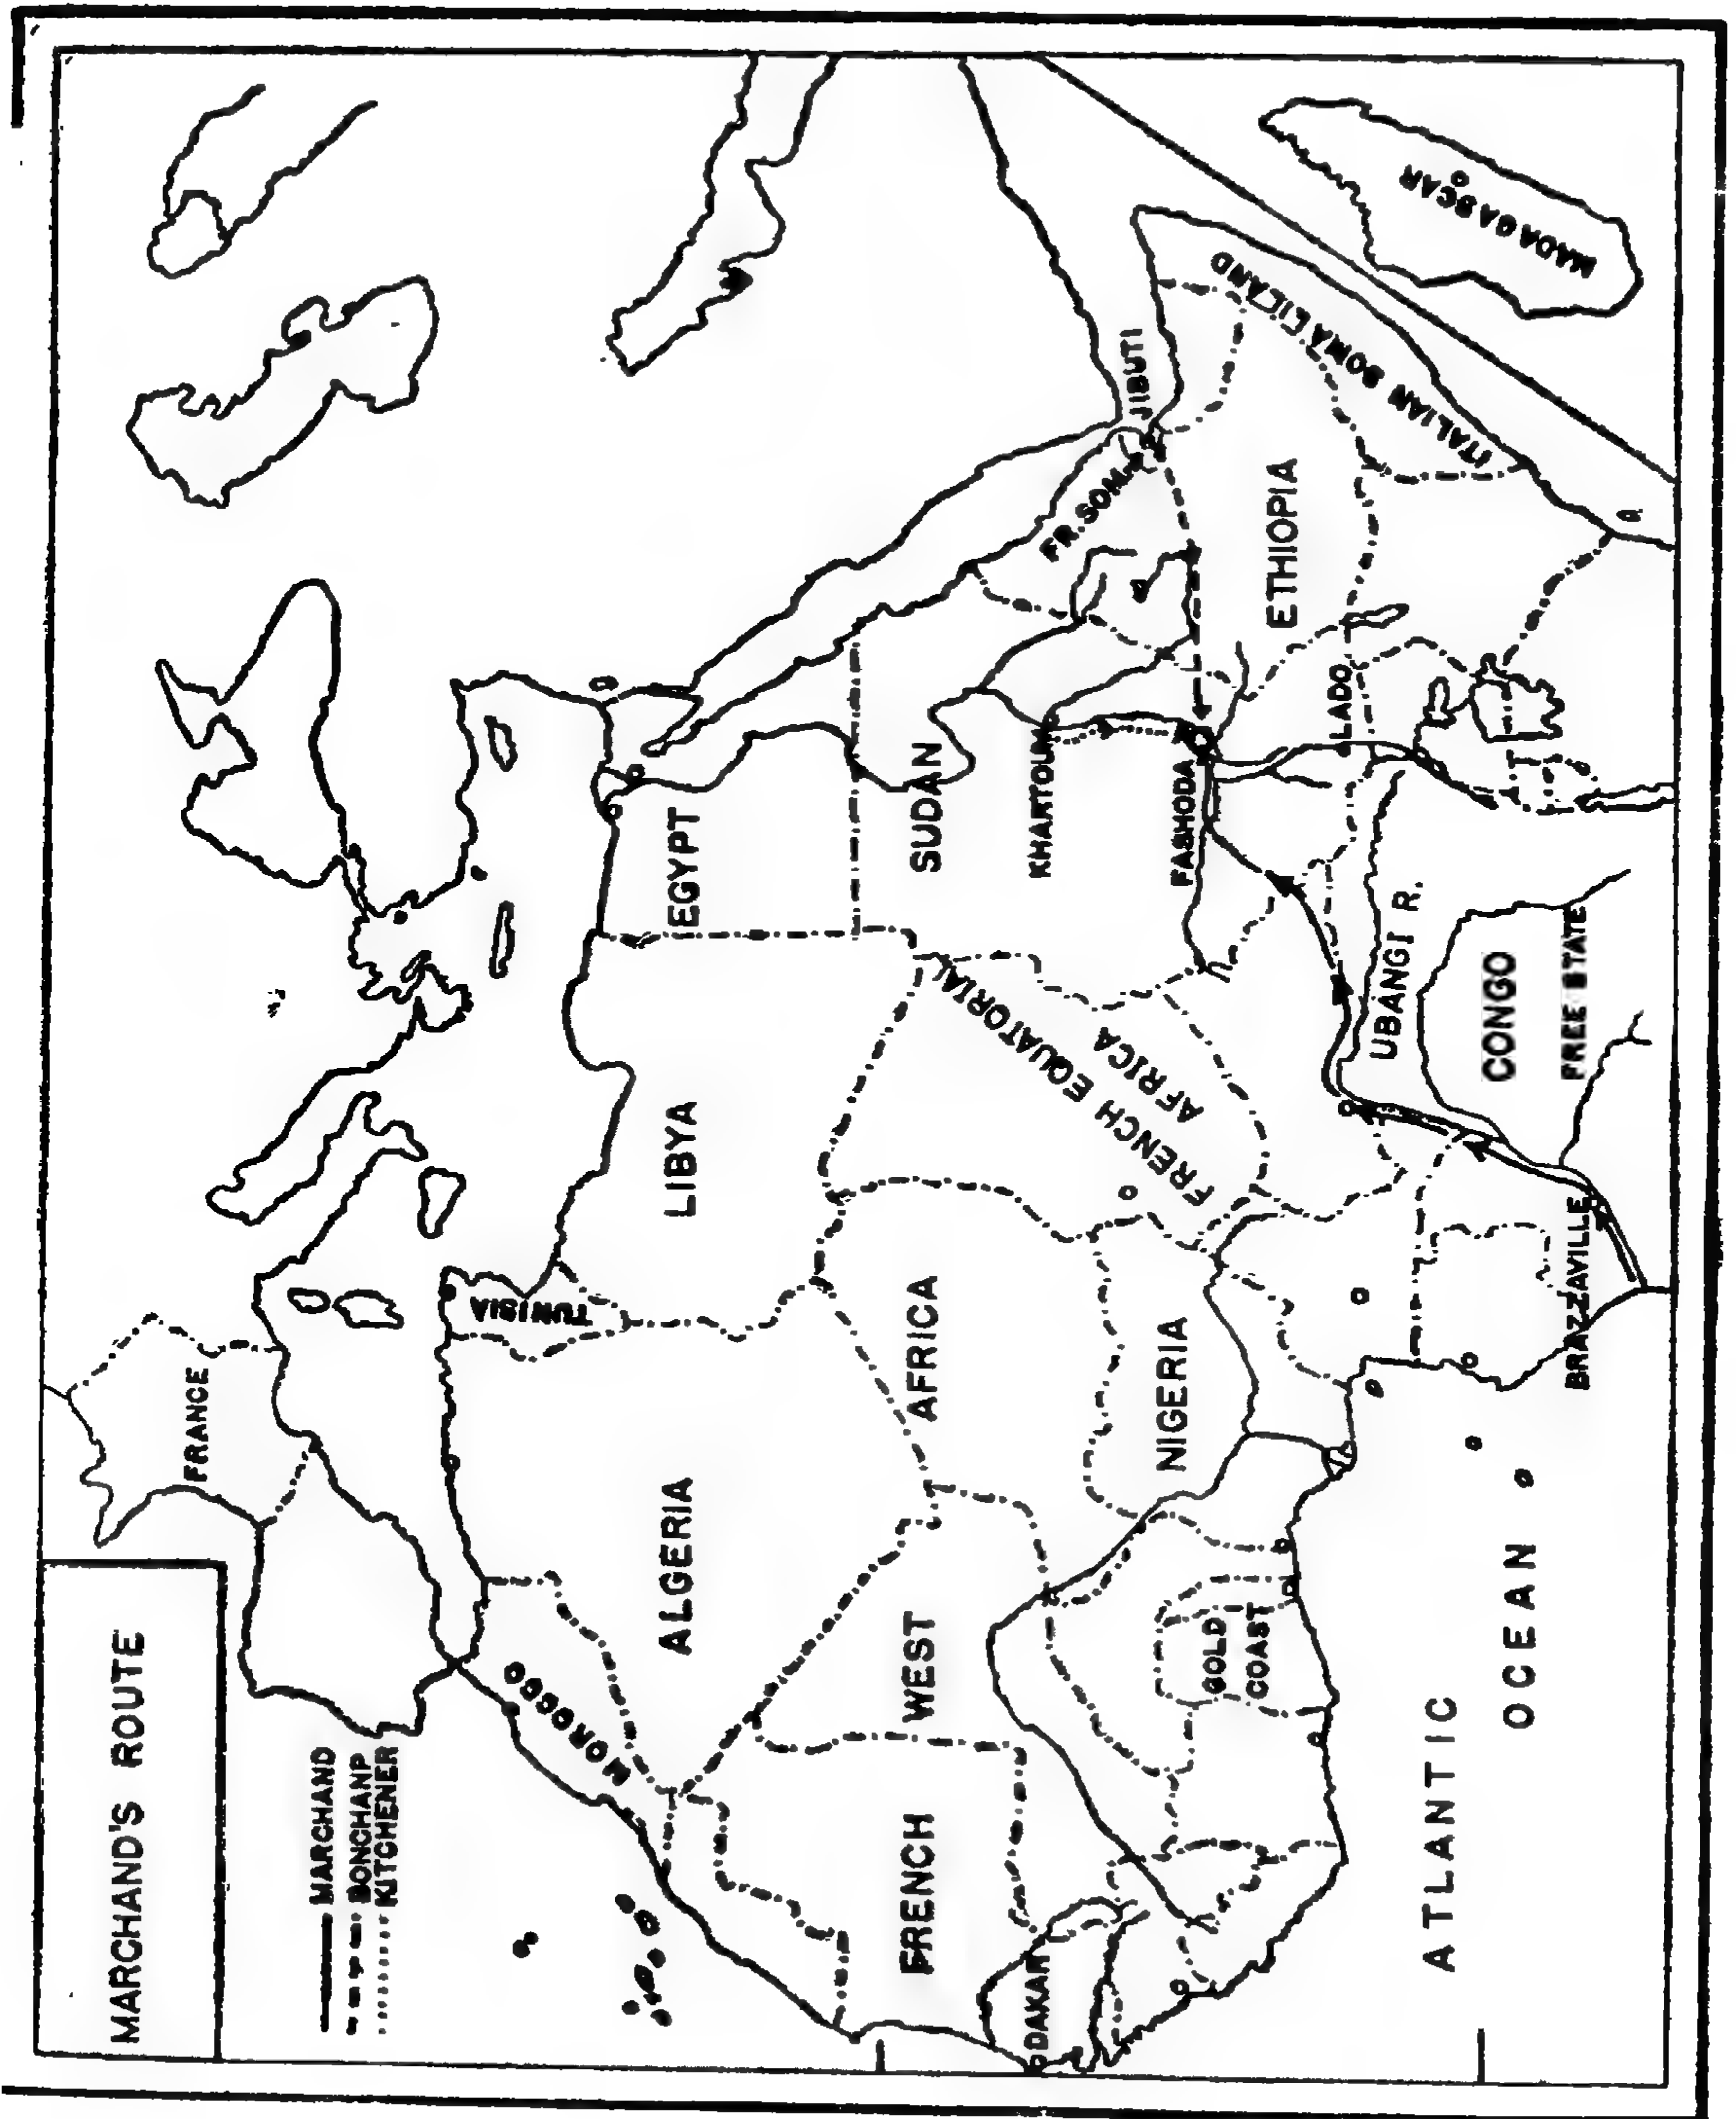 MARCHAND'S ROUTE
MARCHAND
BONCHANP
KITCHENER
FRANCE
MOROCCO
ALGERIA
TUNISIA
LIBYA
EGYPT
FRENCH WEST AFRICA
SUDAN
FRENCH EQUATORIAL
AFRICA
DAKAR
KHARTOUM
FR. SOM.
JIBUTI
GOLD
COAST
NIGERIA
FASHODA
ETHIOPIA
ITALIAN SOMALILAND
LADO
UBANGI R.
ATLANTIC
OCEAN
CONGO
FREE STATE
BRAZZAVILLE
MADAGASCAR